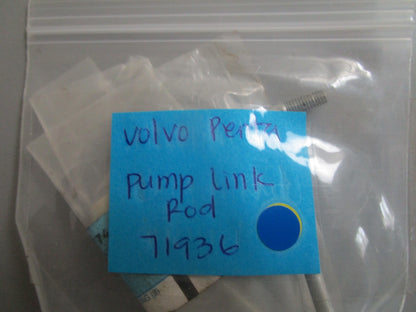 Volvo Penta
Pump link
Rod
71936